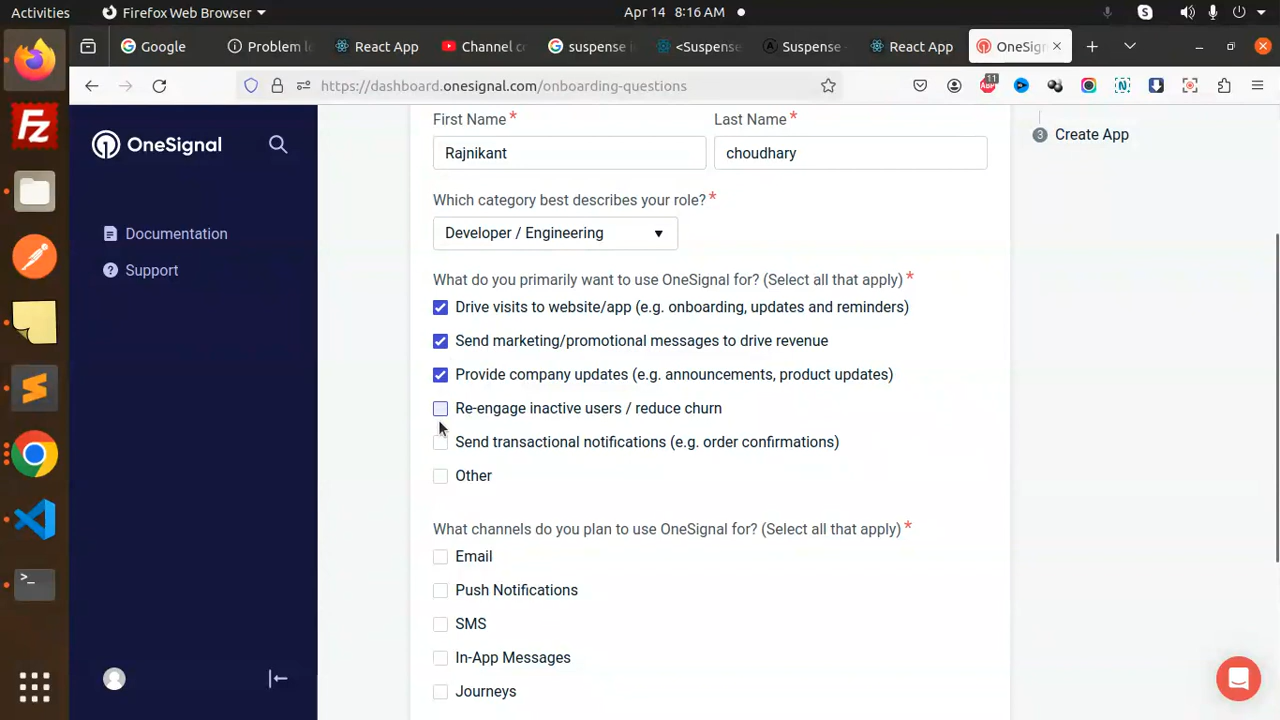 Activities
Firefox Web Browser
Apr 14 8:16 AM
Google
Problem l
React App
Channel c
suspense i
<Suspense
Suspense
React App
OneSign
https://dashboard.onesignal.com/onboarding-questions
11
ABP
OneSignal
Documentation
Support
First Name*
Last Name*
Rajnikant
choudhary
3 Create App
Which category best describes your role?*
Developer / Engineering
What do you primarily want to use OneSignal for? (Select all that apply)*
Drive visits to website/app (e.g. onboarding, updates and reminders)
Send marketing/promotional messages to drive revenue
Provide company updates (e.g. announcements, product updates)
Re-engage inactive users / reduce churn
Send transactional notifications (e.g. order confirmations)
Other
What channels do you plan to use OneSignal for? (Select all that apply)*
Email
Push Notifications
SMS
In-App Messages
Journeys